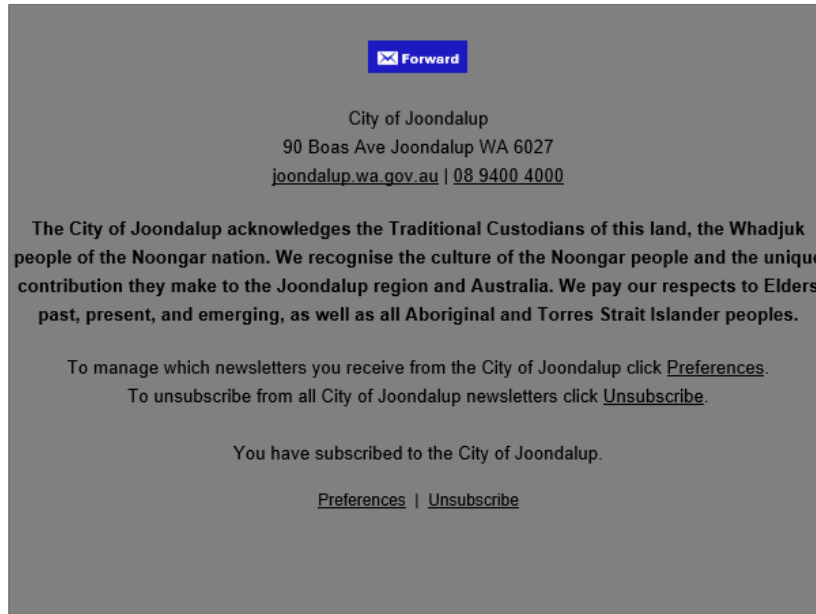 Forward
City of Joondalup
90 Boas Ave Joondalup WA 6027
joondalup.wa.gov.au | 08 9400 4000
The City of Joondalup acknowledges the Traditional Custodians of this land, the Whadjuk
people of the Noongar nation. We recognise the culture of the Noongar people and the unique
contribution they make to the Joondalup region and Australia. We pay our respects to Elders
past, present, and emerging, as well as all Aboriginal and Torres Strait Islander peoples.
To manage which newsletters you receive from the City of Joondalup click Preferences.
To unsubscribe from all City of Joondalup newsletters click Unsubscribe.
You have subscribed to the City of Joondalup.
Preferences | Unsubscribe